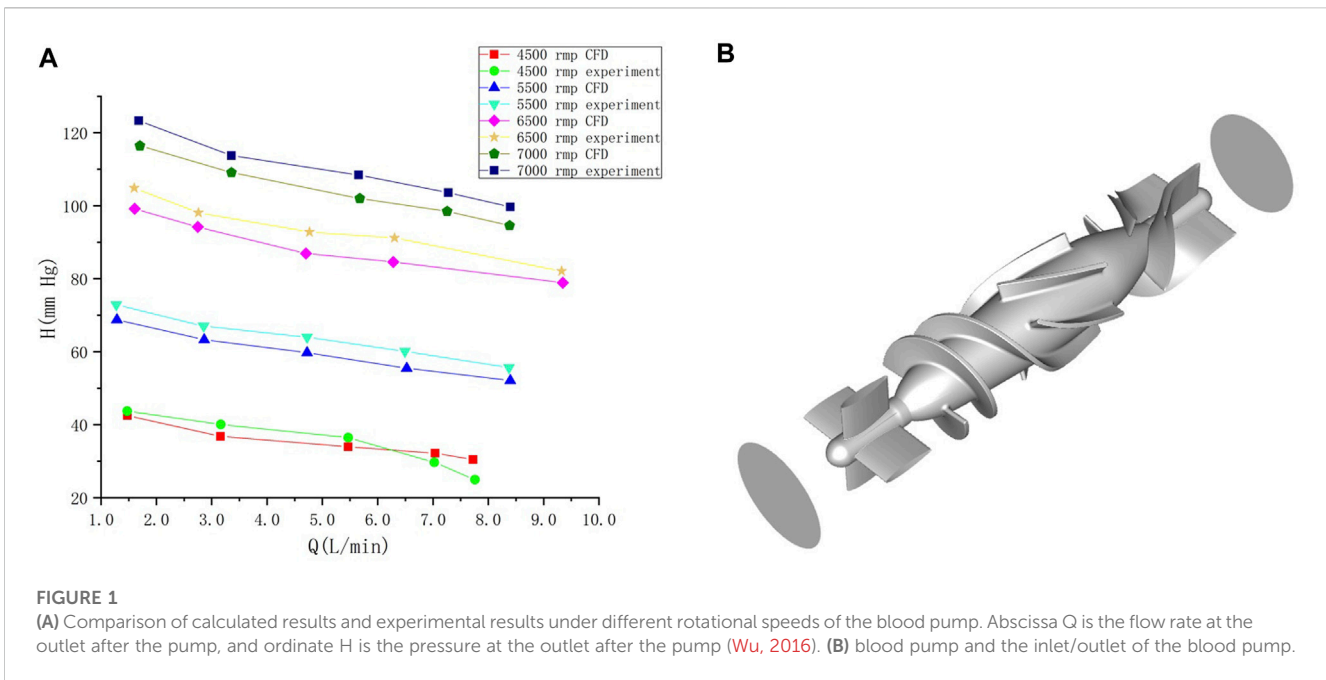 A
B
4500 rmp CFD
4500 rmp experiment
5500 rmp CFD
5500 rmp experiment
6500 rmp CFD
6500 rmp experiment
7000 rmp CFD
7000 rmp experiment
120
100
80
60
40
20
H(mm Hg)
1.0 2.0 3.0 4.0 5.0 6.0 7.0 8.0 9.0 10.0
Q(L/min)
FIGURE 1
(A) Comparison of calculated results and experimental results under different rotational speeds of the blood pump. Abscissa Q is the flow rate at the
outlet after the pump, and ordinate H is the pressure at the outlet after the pump (Wu, 2016). (B) blood pump and the inlet/outlet of the blood pump.